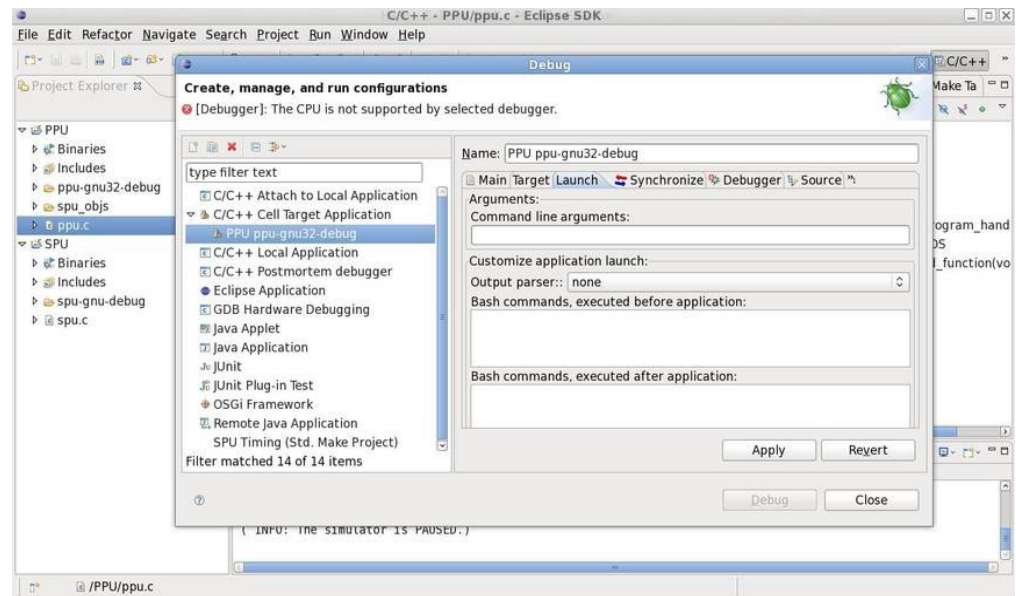 C/C++ - PPU/ppu.c - Eclipse SDK
File Edit Refactor Navigate Search Project Run Window Help
C/C++
Project Explorer
Make Ta
PPU
Binaries
Includes
ppu-gnu32-debug
spu_objs
ppu.c
SPU
Binaries
Includes
spu-gnu-debug
spu.c
Debug
Create, manage, and run configurations
[Debugger]: The CPU is not supported by selected debugger.
type filter text
C/C++ Attach to Local Application
C/C++ Cell Target Application
PPU ppu-gnu32-debug
C/C++ Local Application
C/C++ Postmortem debugger
Eclipse Application
GDB Hardware Debugging
Java Applet
Java Application
JUnit
JUnit Plug-in Test
OSGi Framework
Remote Java Application
SPU Timing (Std. Make Project)
Filter matched 14 of 14 items
Name: PPU ppu-gnu32-debug
Main Target Launch Synchronize Debugger Source
Arguments:
Command line arguments:
Customize application launch:
Output parser:: none
Bash commands, executed before application:
Bash commands, executed after application:
Apply Revert
Debug Close
ogram_hand
OS
d_function(vo
( INFO: The simulator is PAUSED.)
/PPU/ppu.c